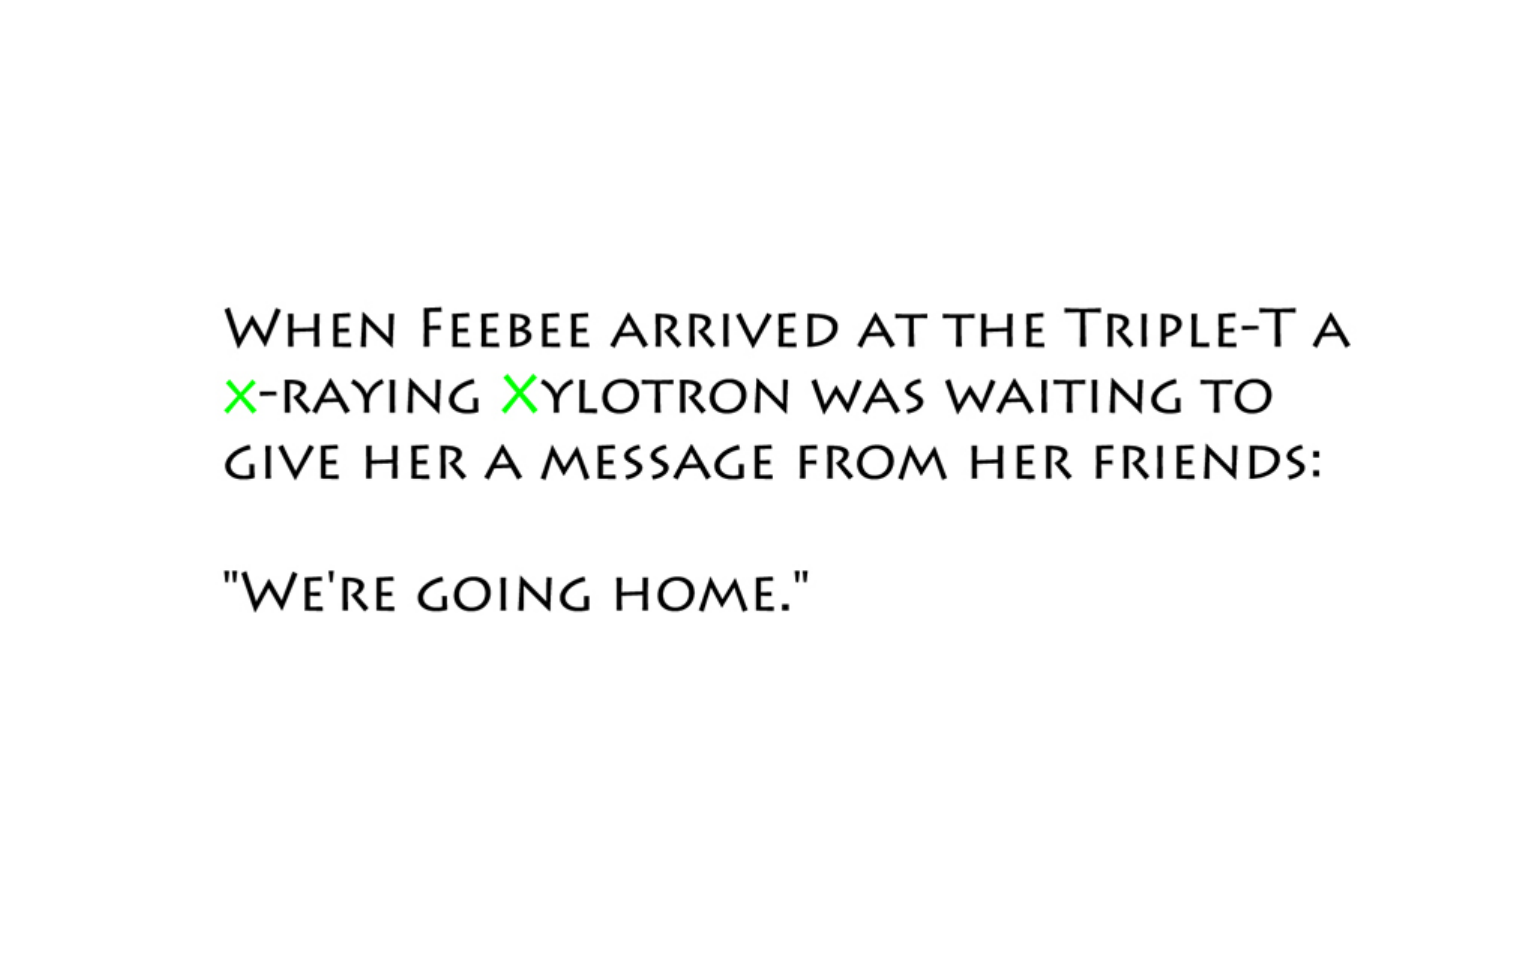 When Feebee arrived at the Triple-T a
x-raying Xylotron was waiting to
give her a message from her friends:
"We're going home."